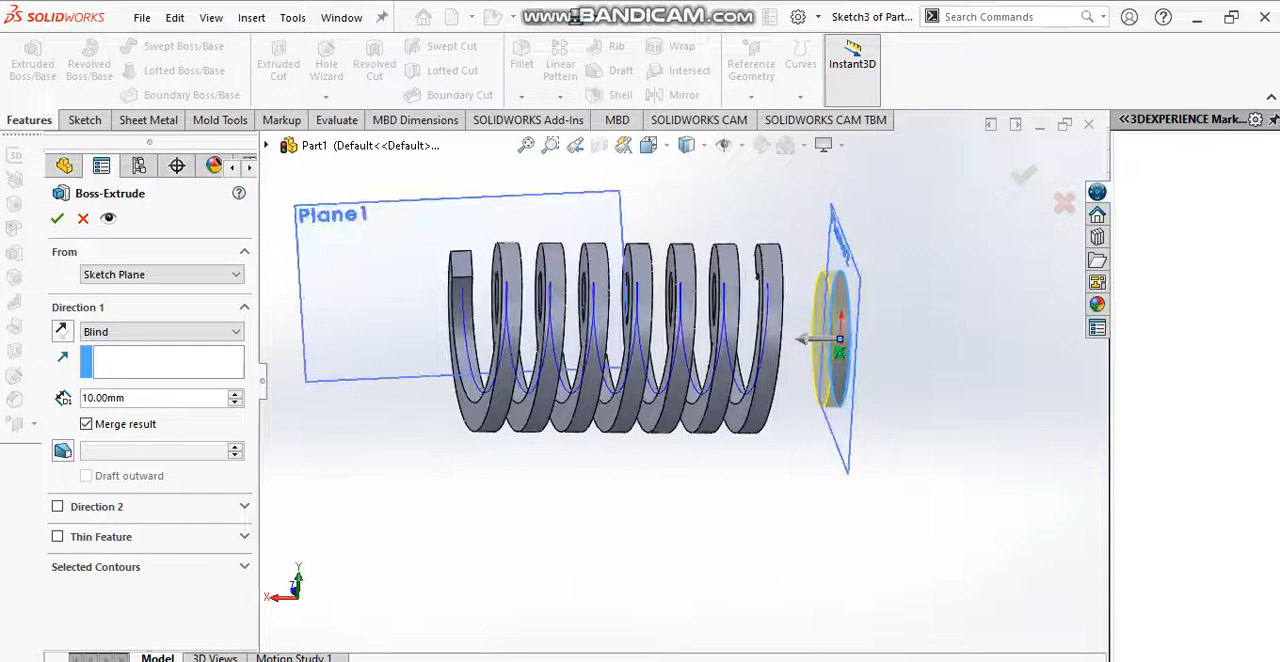 SOLIDWORKS File Edit View Insert Tools Window www.BANDICAM.com Sketch3 of Part... Search Commands
Extruded Boss/Base Revolved Boss/Base Swept Boss/Base Lofted Boss/Base Boundary Boss/Base Extruded Cut Hole Wizard Revolved Cut Swept Cut Lofted Cut Boundary Cut Fillet Linear Pattern Rib Draft Shell Wrap Intersect Mirror Reference Geometry Curves Instant3D
Features Sketch Sheet Metal Mold Tools Markup Evaluate MBD Dimensions SOLIDWORKS Add-Ins MBD SOLIDWORKS CAM SOLIDWORKS CAM TBM <<3DEXPERIENCE Mark...
Part1 (Default<<Default>...
Boss-Extrude
From
Sketch Plane
Direction 1
Blind
10.00mm
Merge result
Draft outward
Direction 2
Thin Feature
Selected Contours
Plane1
Y
Z
X
Model 3D Views Motion Study 1